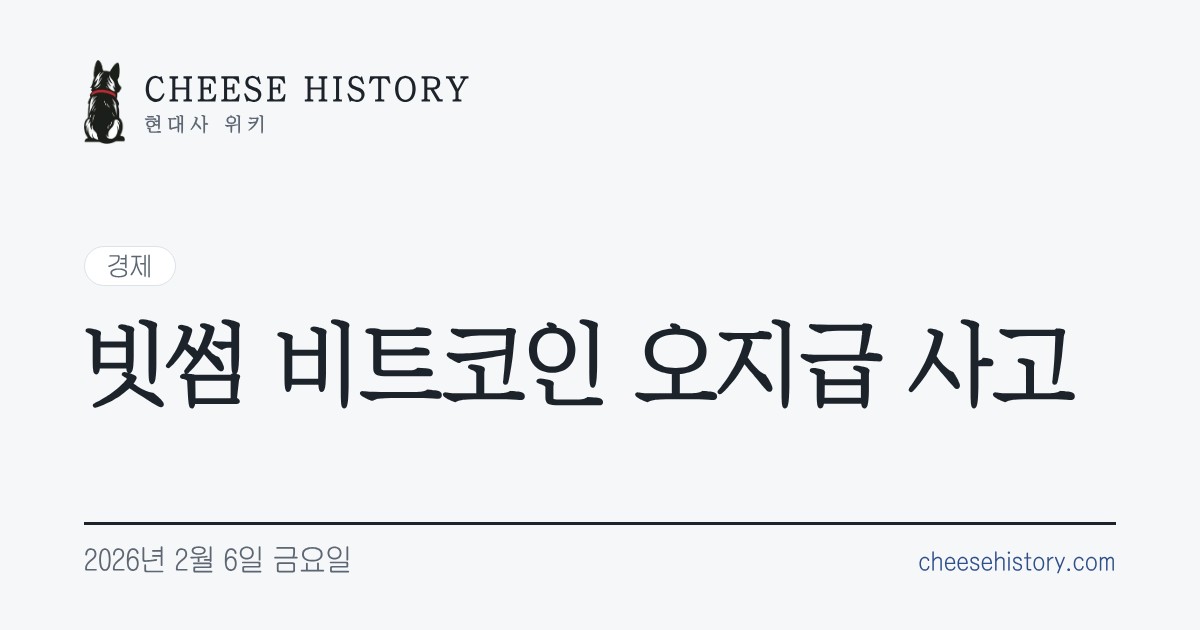 CHEESE HISTORY
현대사 위키
경제
빗썸 비트코인 오지급 사고
2026년 2월 6일 금요일
cheesehistory.com